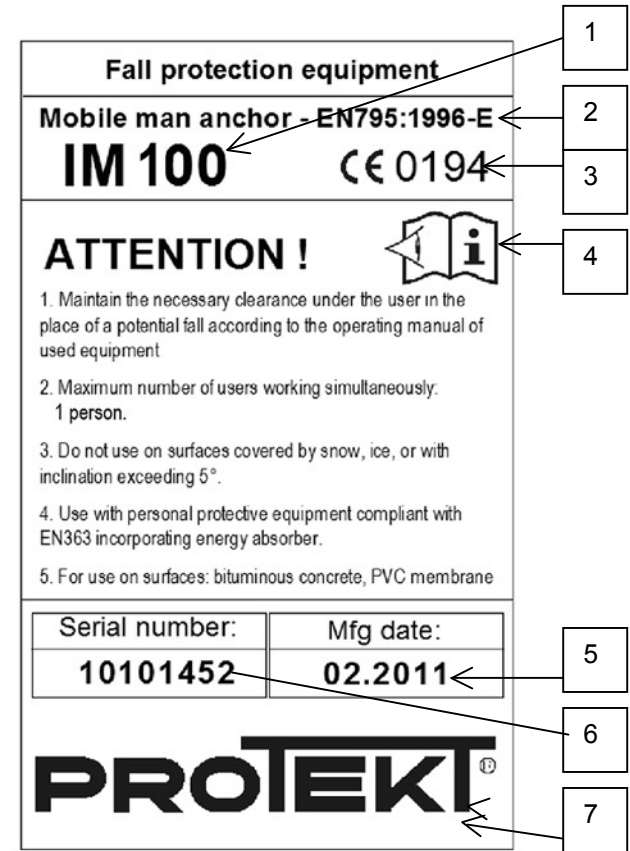 1
Fall protection equipment
Mobile man anchor - EN795:1996-E
2
IM 100
CE 0194
3
ATTENTION !
i
4
1. Maintain the necessary clearance under the user in the
place of a potential fall according to the operating manual of
used equipment
2. Maximum number of users working simultaneously:
1 person.
3. Do not use on surfaces covered by snow, ice, or with
inclination exceeding 5°.
4. Use with personal protective equipment compliant with
EN363 incorporating energy absorber.
5. For use on surfaces: bituminous concrete, PVC membrane
Serial number:
Mfg date:
5
10101452
02.2011
6
PROTEKT®
7